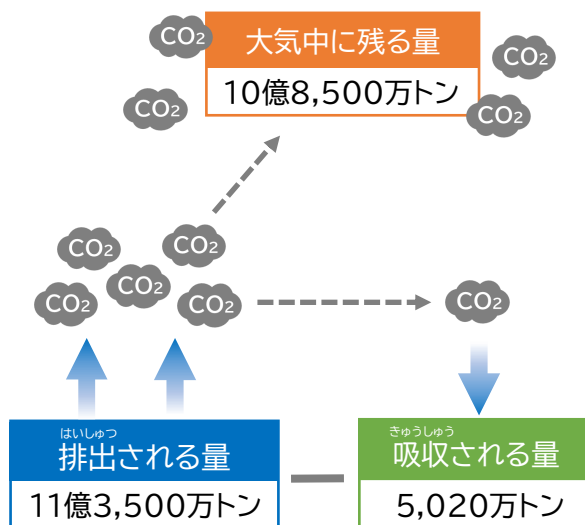 CO2
大気中に残る量
CO2
10億8,500万トン
CO2
CO2
CO2
CO2
CO2
CO2
CO2
CO2
はいしゅつ
排出される量
11億3,500万トン
きゅうしゅう
吸収される量
5,020万トン